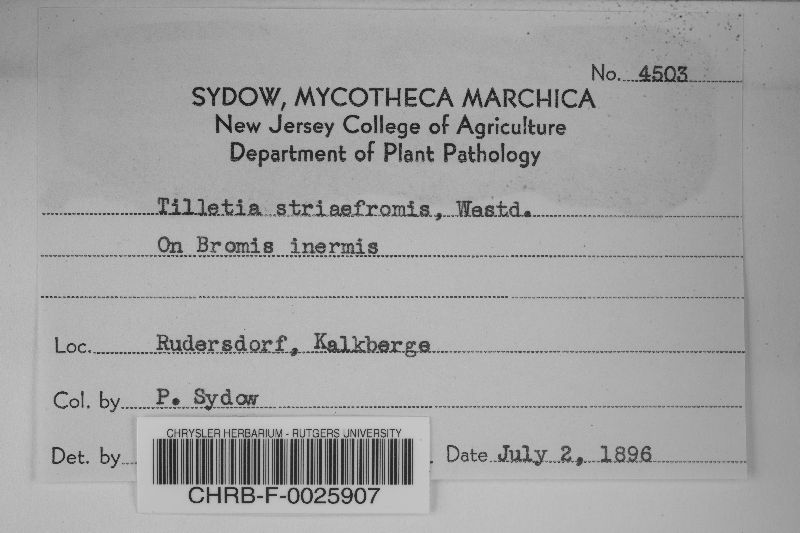 No. 4503
SYDOW, MYCOTHECA MARCHICA
New Jersey College of Agriculture
Department of Plant Pathology
Tilletia striaefromis, Westd.
On Bromis inermis
Loc. Rudersdorf, Kalkberge
Col. by P. Sydow
Det. by Date July 2, 1896
CHRYSLER HERBARIUM - RUTGERS UNIVERSITY
CHRB-F-0025907